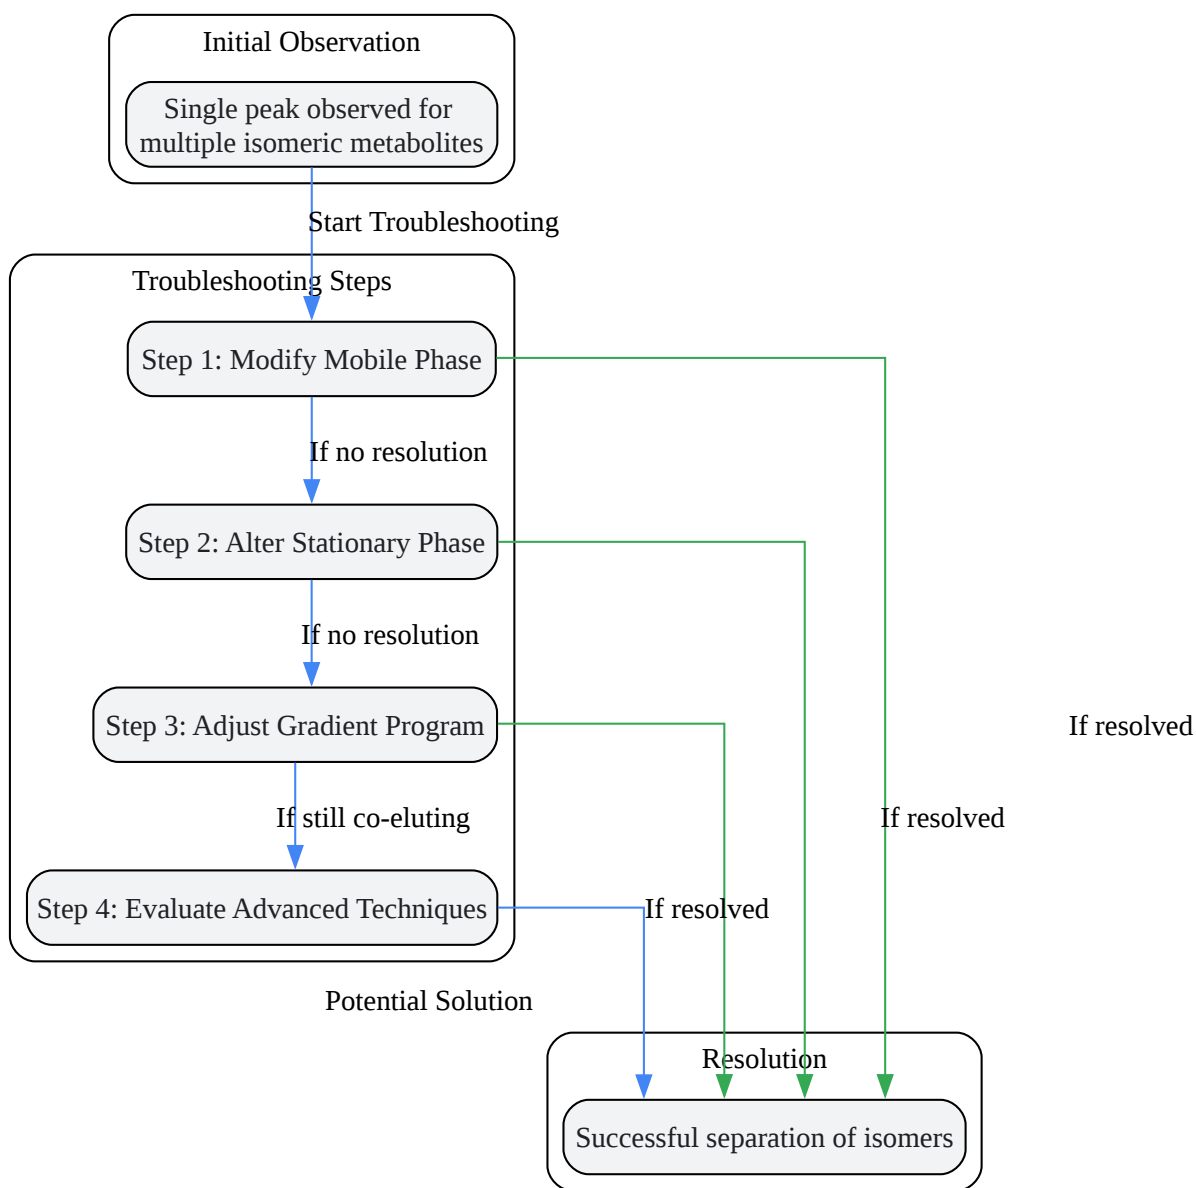 Initial Observation
Single peak observed for
multiple isomeric metabolites
Start Troubleshooting
Troubleshooting Steps
Step 1: Modify Mobile Phase
If no resolution
Step 2: Alter Stationary Phase
If no resolution
Step 3: Adjust Gradient Program
If resolved
If still co-eluting
If resolved
Step 4: Evaluate Advanced Techniques
If resolved
Potential Solution
Resolution
Successful separation of isomers